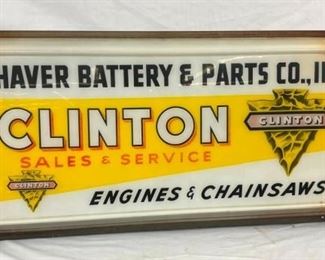 HAVER BATTERY & PARTS CO., I
CLINTON
CLINTON
SALES & SERVICE
CLINTON
ENGINES & CHAINSAWS